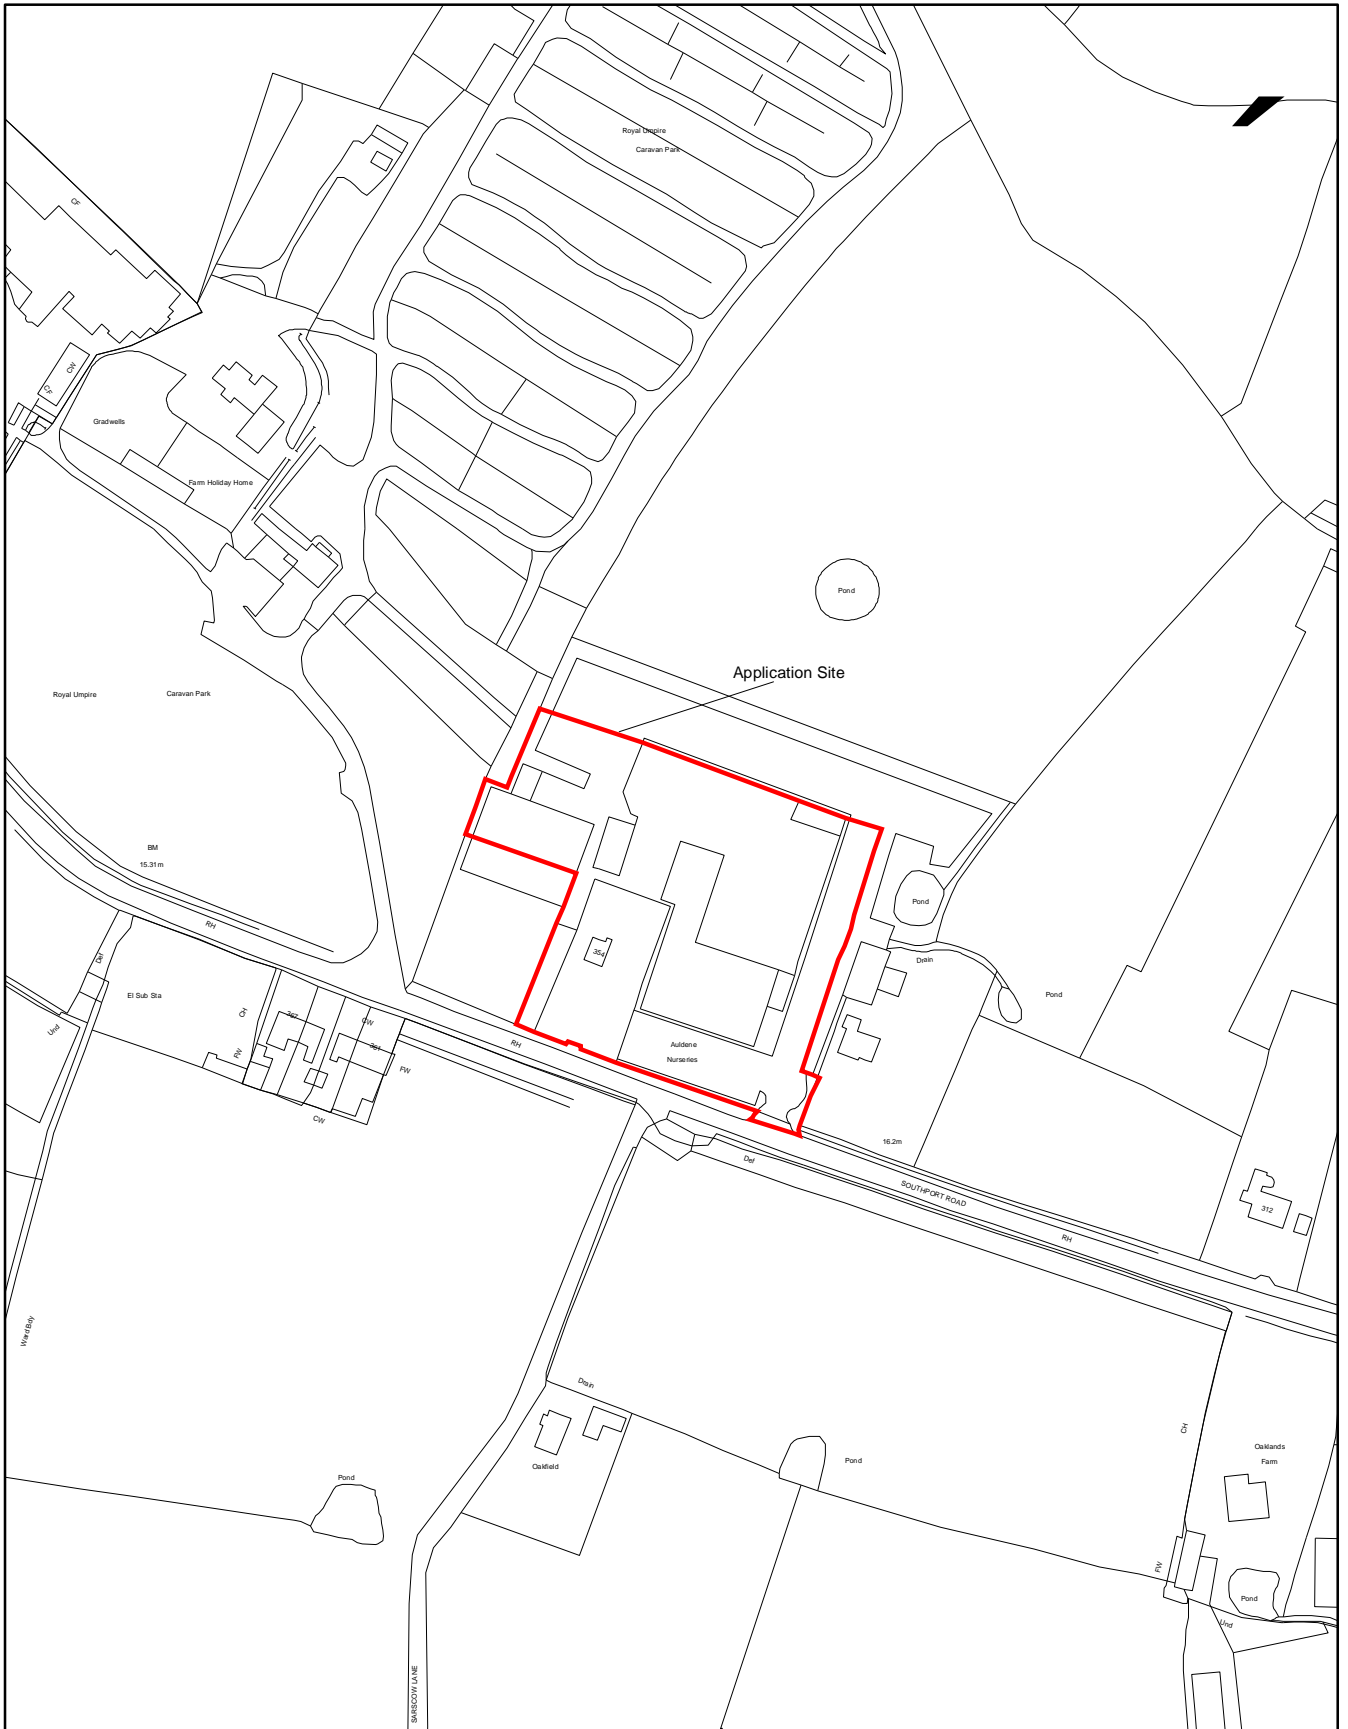 Royal Umpire
Caravan Park
CF
CW
CF
Gradwells
Farm Holiday Home
Pond
Application Site
Royal Umpire
Caravan Park
BM
15.31m
Pond
RH
354
Drain
Pond
Def
El Sub Sta
CH
367
CW
361
Und
FW
FW
RH
Auldene
Nurseries
CW
16.2m
Def
SOUTHPORT ROAD
312
RH
Ward Bdy
Drain
CH
Oaklands
Farm
Oakfield
Pond
Pond
FW
Pond
Und
SARSCOW LANE